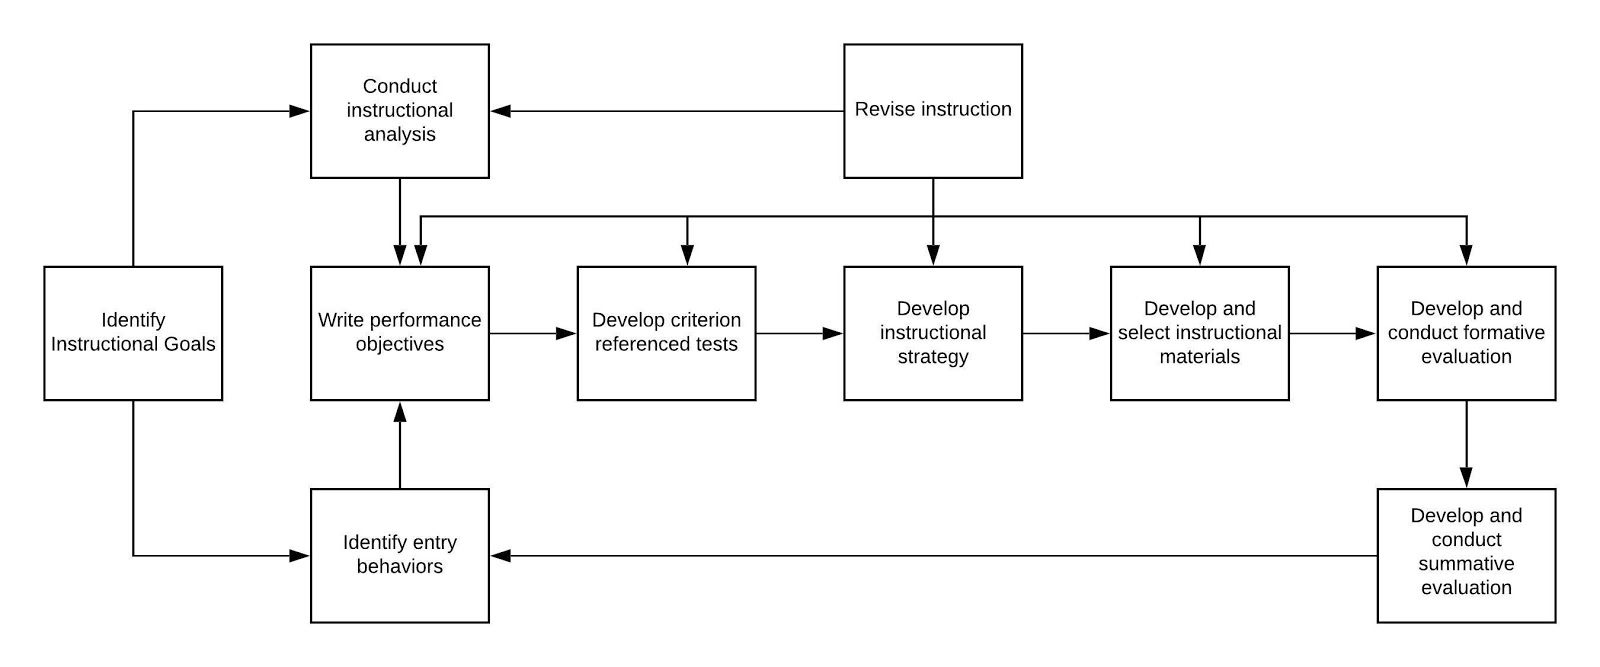 Conduct
instructional
analysis
Revise instruction
Identify
Instructional Goals
Write performance
objectives
Develop criterion
referenced tests
Develop
instructional
strategy
Develop and
select instructional
materials
Develop and
conduct formative
evaluation
Identify entry
behaviors
Develop and
conduct
summative
evaluation